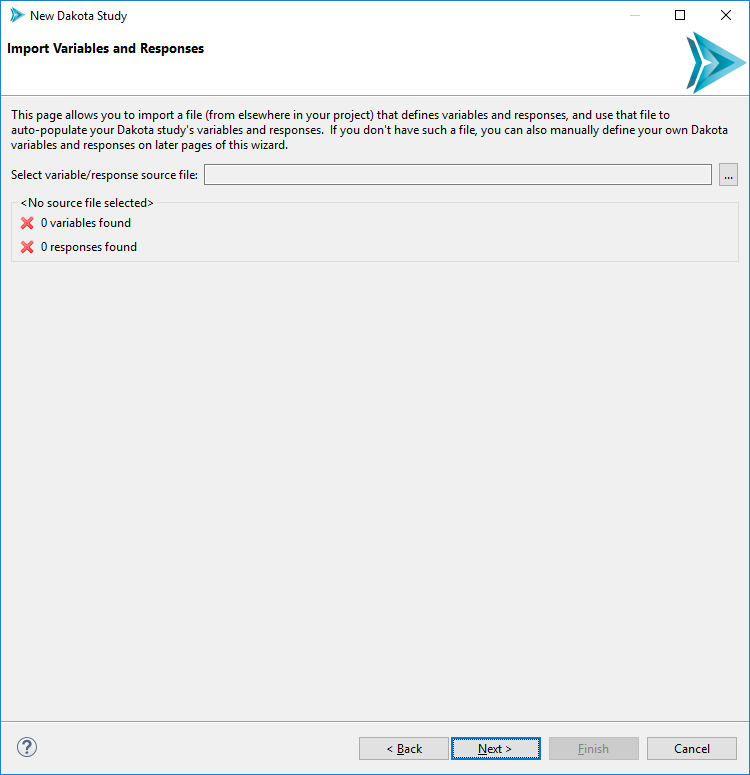 New Dakota Study
Import Variables and Responses
This page allows you to import a file (from elsewhere in your project) that defines variables and responses, and use that file to
auto-populate your Dakota study's variables and responses.  If you don't have such a file, you can also manually define your own Dakota
variables and responses on later pages of this wizard.
Select variable/response source file:
...
<No source file selected>
0 variables found
0 responses found
?
< Back
Next >
Finish
Cancel